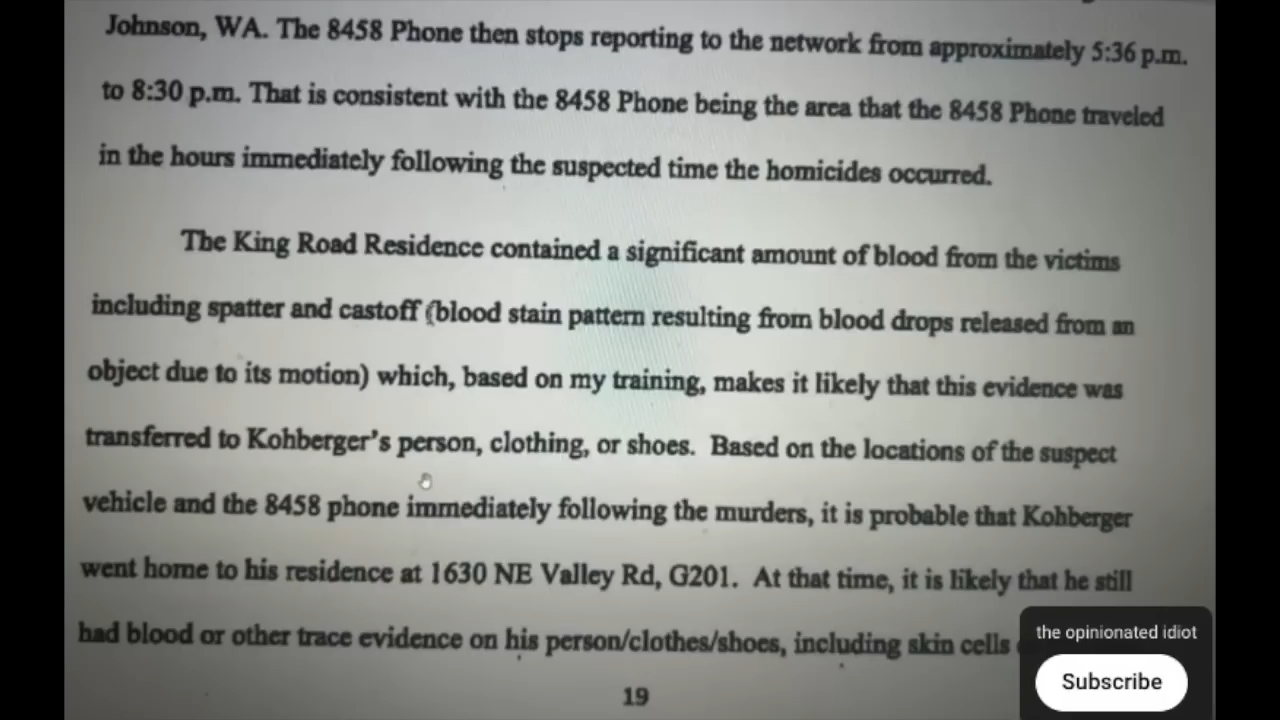 Johnson, WA. The 8458 Phone then stops reporting to the network from approximately 5:36 p.m.
to 8:30 p.m. That is consistent with the 8458 Phone being the area that the 8458 Phone traveled
in the hours immediately following the suspected time the homicides occurred.
The King Road Residence contained a significant amount of blood from the victims
including spatter and castoff (blood stain pattern resulting from blood drops released from an
object due to its motion) which, based on my training, makes it likely that this evidence was
transferred to Kohberger's person, clothing, or shoes. Based on the locations of the suspect
vehicle and the 8458 phone immediately following the murders, it is probable that Kohberger
went home to his residence at 1630 NE Valley Rd, G201. At that time, it is likely that he still
had blood or other trace evidence on his person/clothes/shoes, including skin cells
19
the opinionated idiot
Subscribe